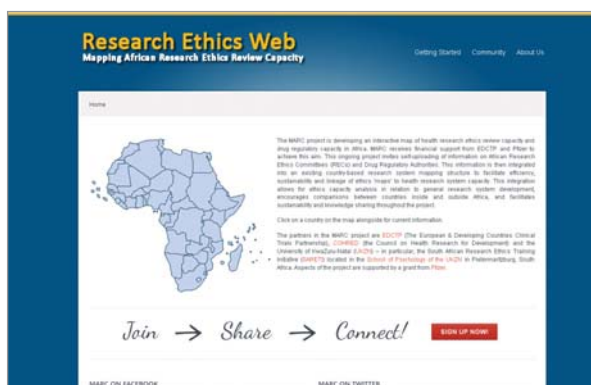 Research Ethics Web
Mapping African Research Ethics Review Capacity
Getting Started Community About Us
Home
The MARC project is developing an interactive map of health research ethics review capacity and
drug regulatory capacity in Africa. MARC receives financial support from EDCTP and Pfizer to
achieve this aim. This ongoing project invites self-uploading of information on African Research
Ethics Committees (RECs) and Drug Regulatory Authorities. This information is then integrated
into an existing country-based research system mapping structure to facilitate efficiency,
sustainability and lineage of ethics 'maps' to health research system capacity. This integration
allows for ethics capacity analysis in relation to general research system development,
encourages comparisons between countries inside and outside Africa, and facilitates
sustainability and knowledge sharing throughout the project.
Click on a country on the map alongside for current information.
The partners in the MARC project are EDCTP (The European & Developing Countries Clinical
Trials Partnership), COHRED (the Council on Health Research for Development) and the
University of KwaZulu-Natal (UKZN) – in particular, the South African Research Ethics Training
Initiative (SARETI) located in the School of Psychology of the UKZN in Pietermaritzburg, South
Africa. Aspects of the project are supported by a grant from Pfizer.
Join → Share → Connect! SIGN UP NOW!
MARC ON FACEBOOK MARC ON TWITTER